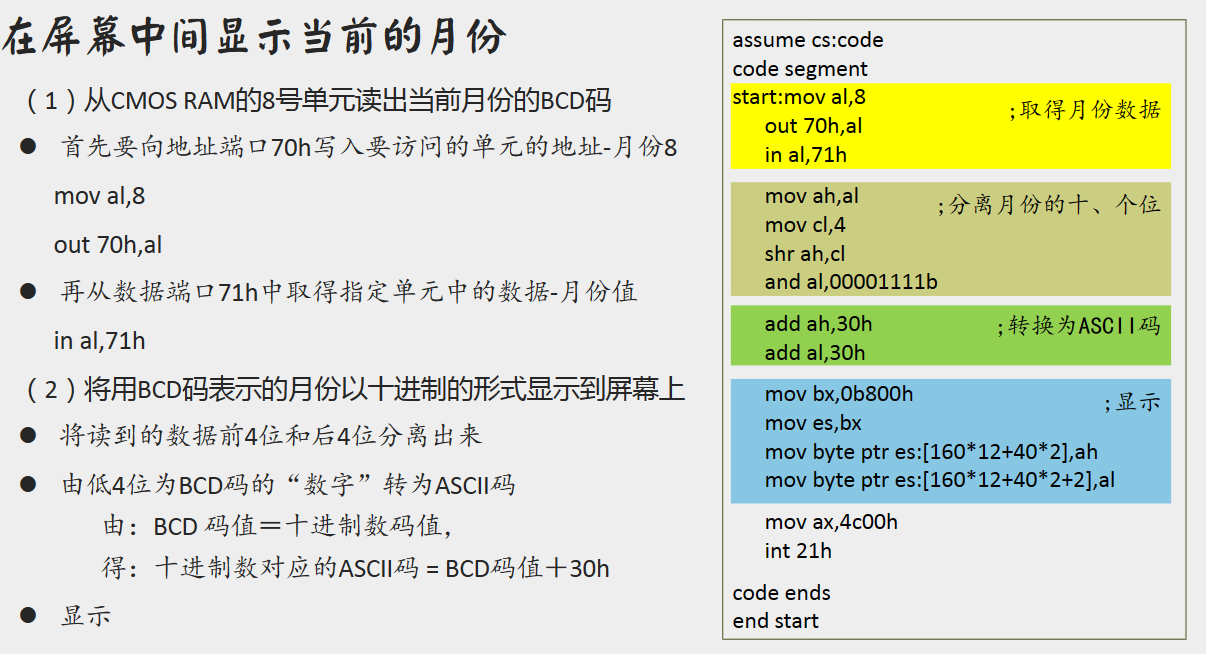 在屏幕中间显示当前的月份
（1）从CMOS RAM的8号单元读出当前月份的BCD码
● 首先要向地址端口70h写入要访问的单元的地址-月份8
mov al,8
out 70h,al
● 再从数据端口71h中取得指定单元中的数据-月份值
in al,71h
（2）将用BCD码表示的月份以十进制的形式显示到屏幕上
● 将读到的数据前4位和后4位分离出来
● 由低4位为BCD码的“数字”转为ASCII码
由：BCD 码值＝十进制数码值，
得：十进制数对应的ASCII码 = BCD码值＋30h
● 显示
assume cs:code
code segment
start:mov al,8
out 70h,al ;取得月份数据
in al,71h
mov ah,al ;分离月份的十、个位
mov cl,4
shr ah,cl
and al,00001111b
add ah,30h ;转换为ASCII码
add al,30h
mov bx,0b800h ;显示
mov es,bx
mov byte ptr es:[160*12+40*2],ah
mov byte ptr es:[160*12+40*2+2],al
mov ax,4c00h
int 21h
code ends
end start